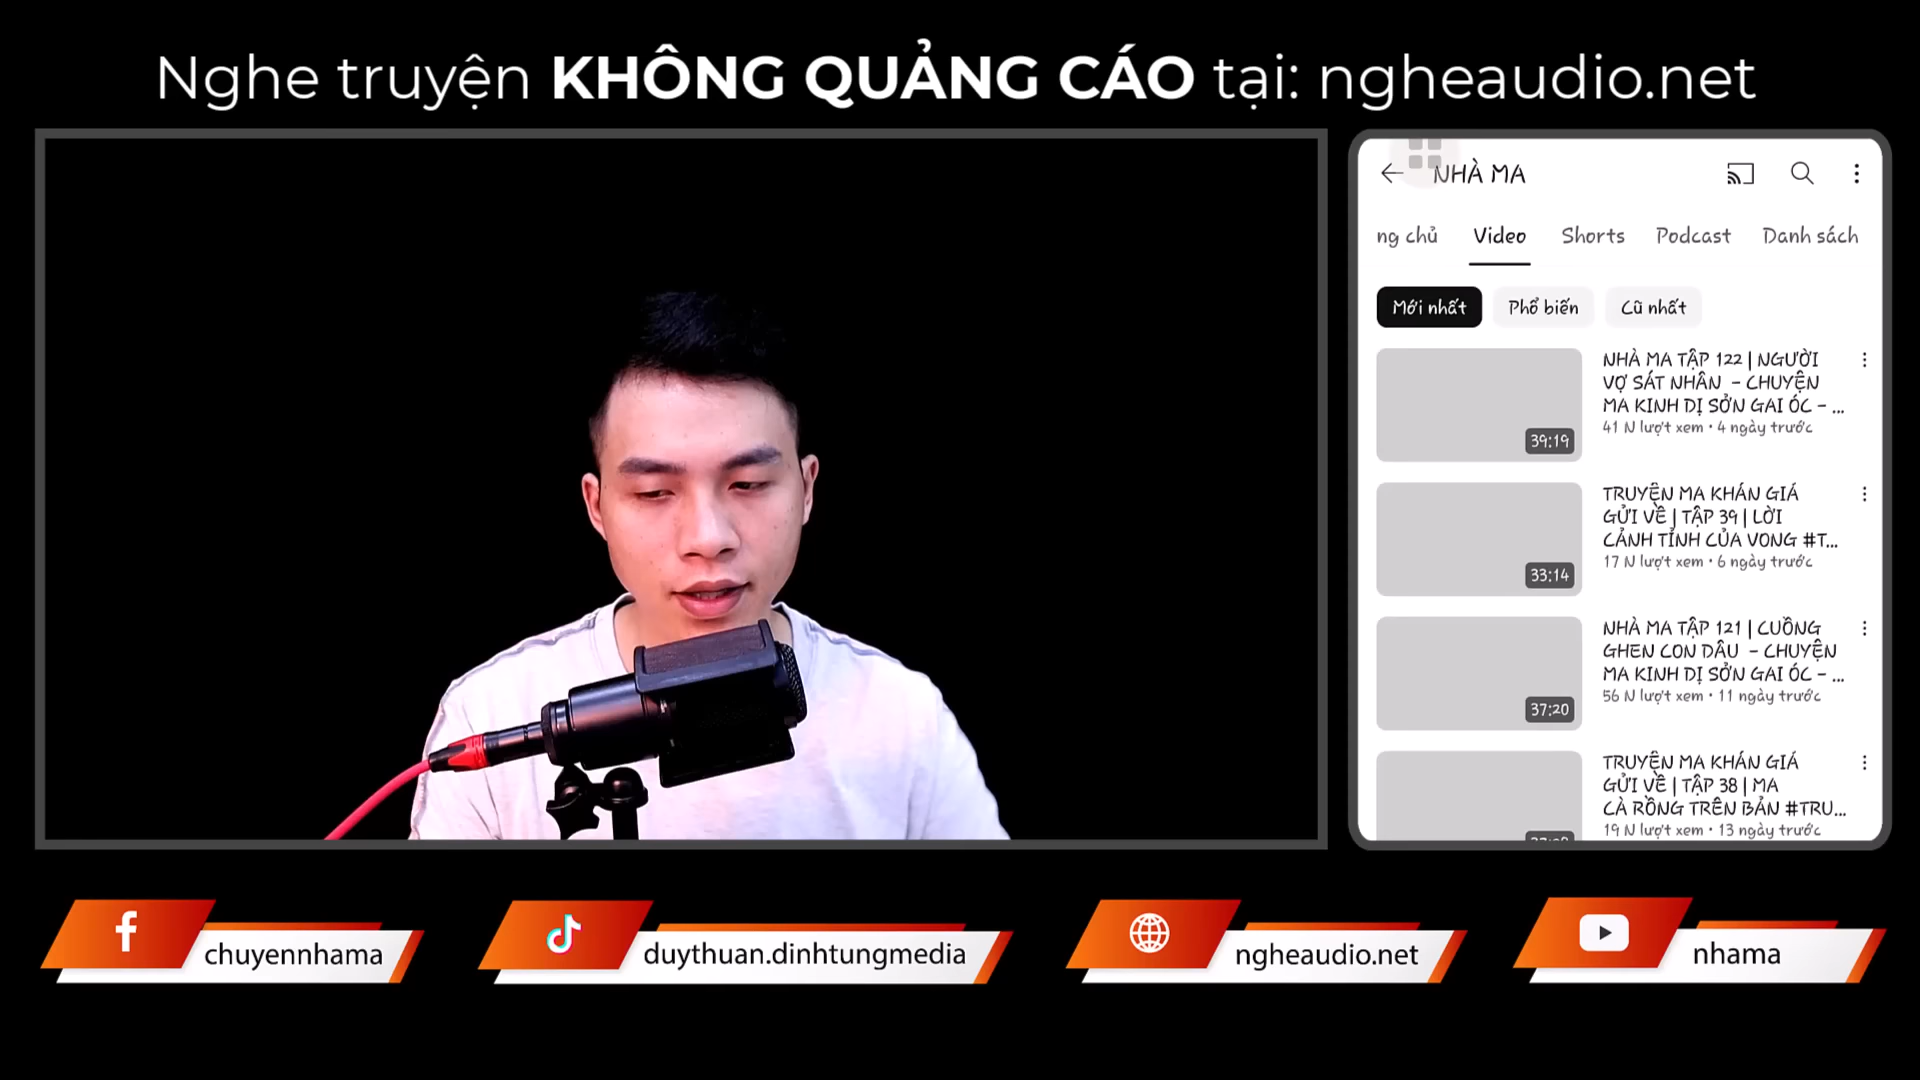 Nghe truyện KHÔNG QUẢNG CÁO tại: ngheaudio.net
NHÀ MA
ng chủ Video Shorts Podcast Danh sách
Mới nhất Phổ biến Cũ nhất
NHÀ MA TẬP 122 | NGƯỜI
VỢ SÁT NHÂN - CHUYỆN
MA KINH DỊ SỞN GAI ÓC - ...
41 N lượt xem • 4 ngày trước
39:19
TRUYỆN MA KHÁN GIẢ
GỬI VỀ | TẬP 39 | LỜI
CẢNH TỈNH CỦA VONG #T...
17 N lượt xem • 6 ngày trước
33:14
NHÀ MA TẬP 121 | CUỒNG
GHEN CON DÂU - CHUYỆN
MA KINH DỊ SỞN GAI ÓC - ...
56 N lượt xem • 11 ngày trước
37:20
TRUYỆN MA KHÁN GIẢ
GỬI VỀ | TẬP 38 | MA
CÀ RỒNG TRÊN BẢN #TRU...
19 N lượt xem • 13 ngày trước
chuyennhama
duythuan.dinhtungmedia
ngheaudio.net
nhama